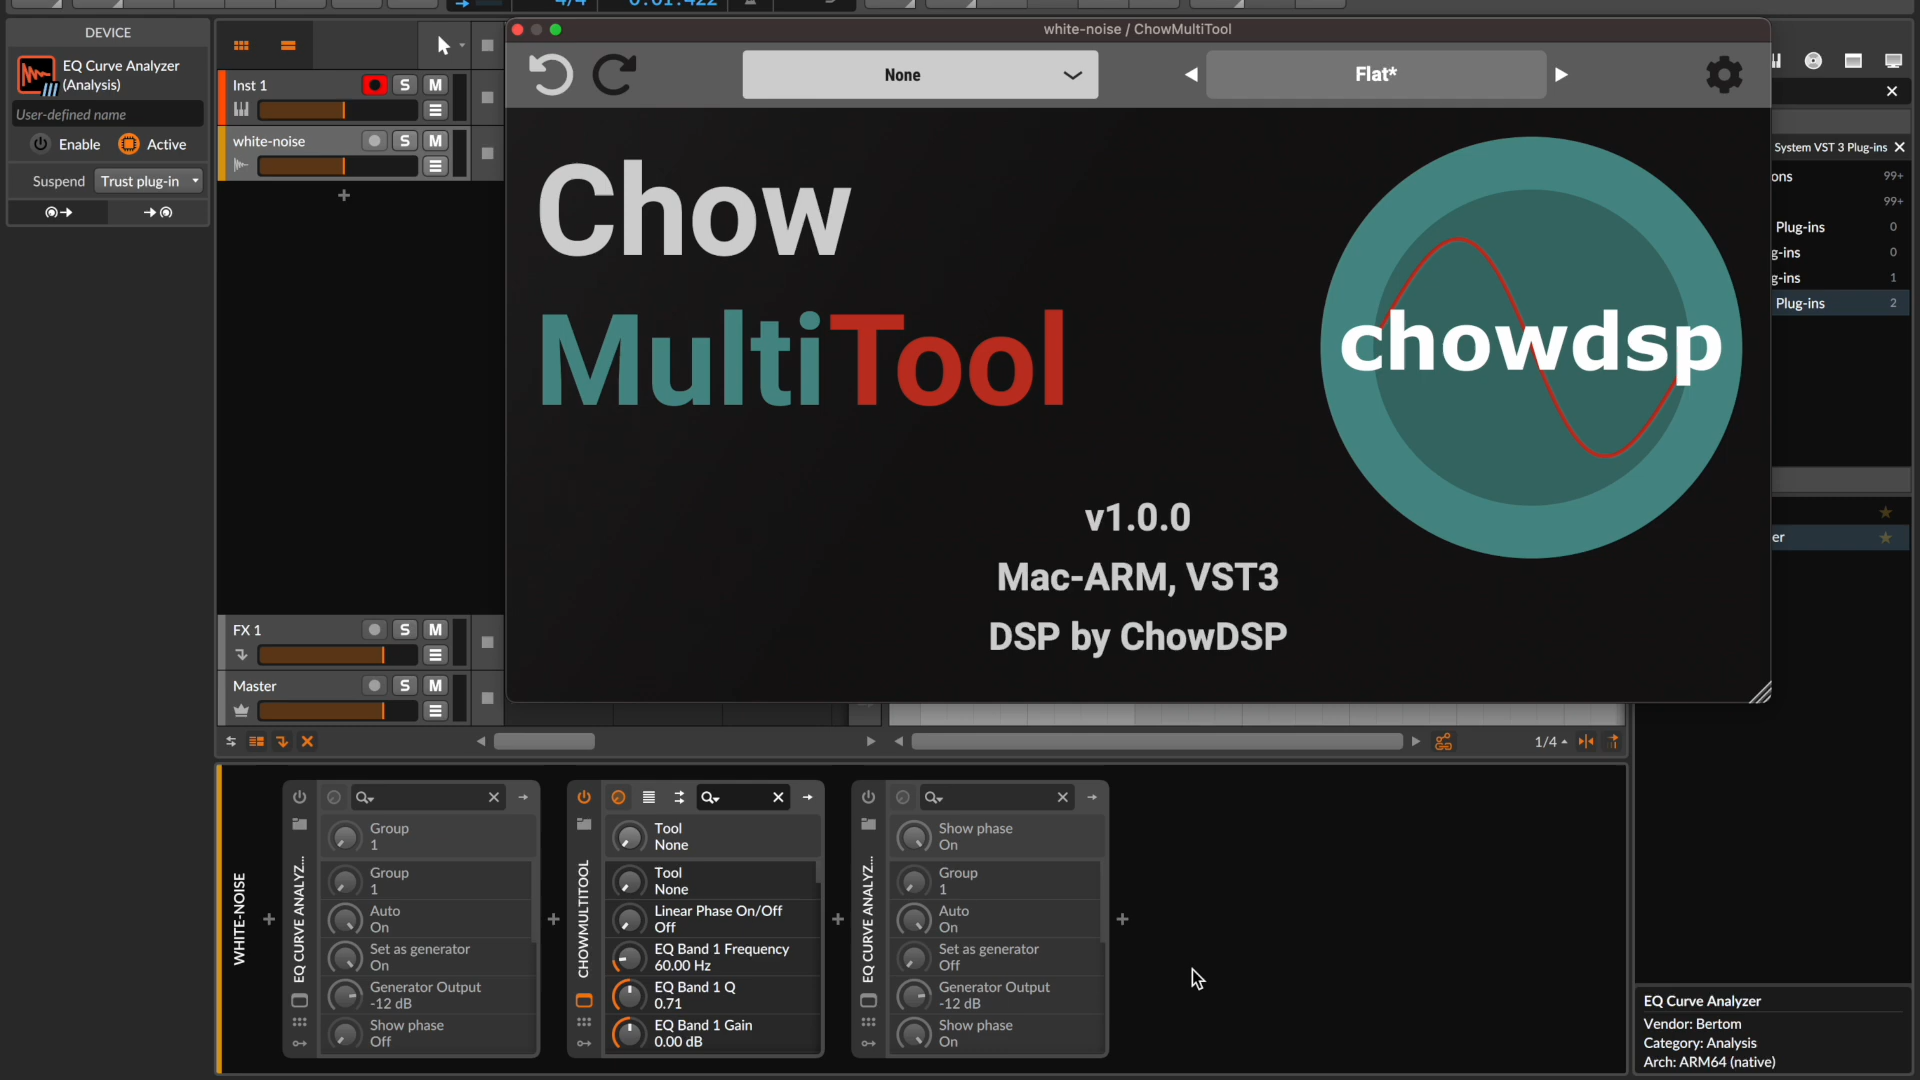 4/4
0:01.422
DEVICE
EQ Curve Analyzer
(Analysis)
User-defined name
Enable
Active
Suspend
Trust plug-in
Inst 1
S
M
white-noise
S
M
+
white-noise / ChowMultiTool
None
Flat*
Chow
MultiTool
chowdsp
v1.0.0
Mac-ARM, VST3
DSP by ChowDSP
System VST 3 Plug-ins
ons
99+
99+
Plug-ins
0
g-ins
0
g-ins
1
Plug-ins
2
er
FX 1
S
M
Master
S
M
1/4
WHITE-NOISE
+
EQ CURVE ANALYZ...
Group
1
Group
1
Auto
On
Set as generator
On
Generator Output
-12 dB
Show phase
Off
+
CHOWMULTITOOL
Tool
None
Tool
None
Linear Phase On/Off
Off
EQ Band 1 Frequency
60.00 Hz
EQ Band 1 Q
0.71
EQ Band 1 Gain
0.00 dB
+
EQ CURVE ANALYZ...
Show phase
On
Group
1
Auto
On
Set as generator
Off
Generator Output
-12 dB
Show phase
On
+
EQ Curve Analyzer
Vendor: Bertom
Category: Analysis
Arch: ARM64 (native)